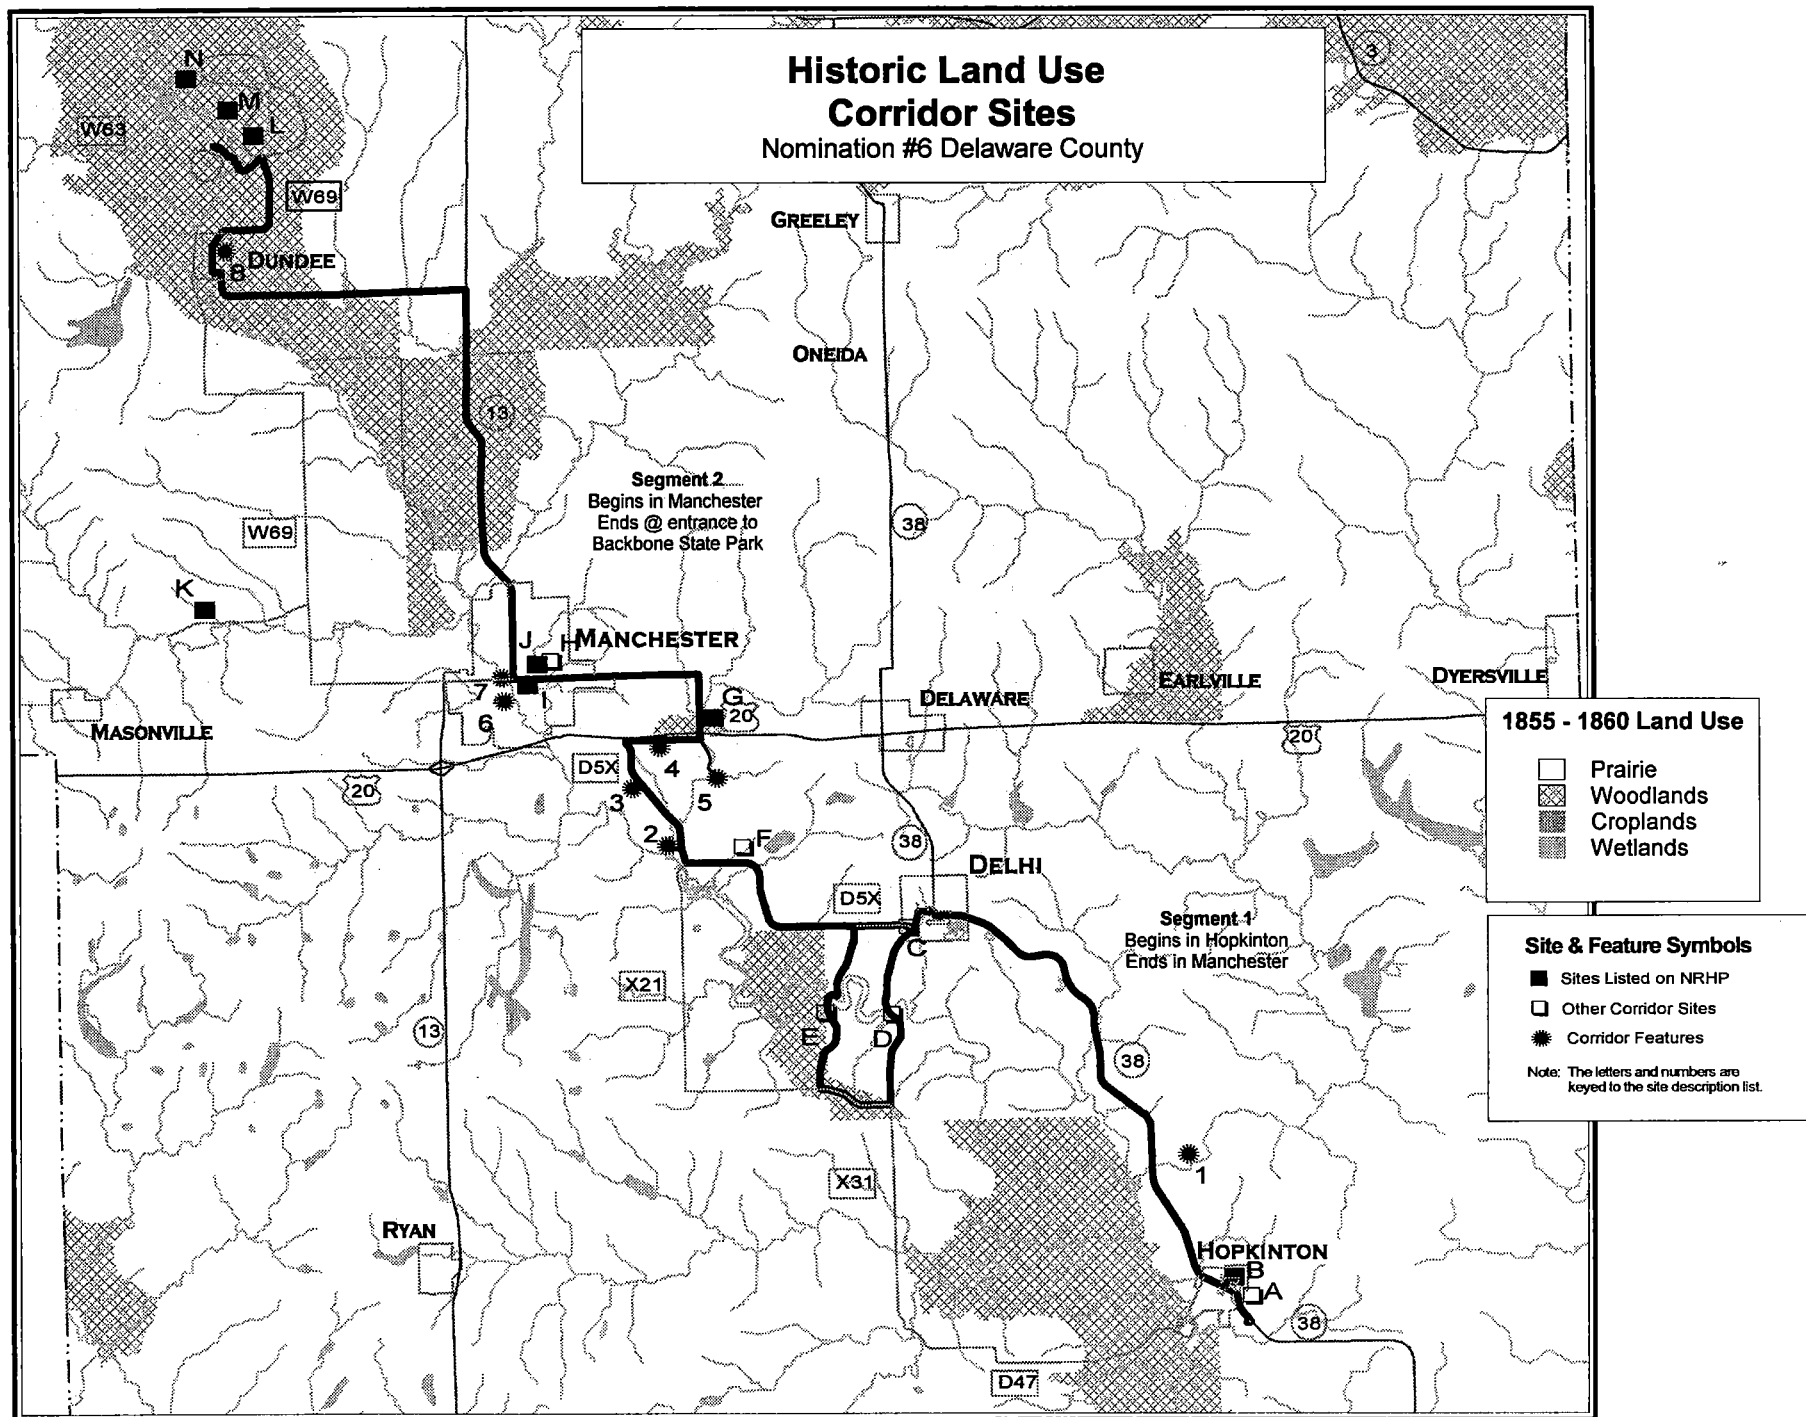 Historic Land Use
Corridor Sites
Nomination #6 Delaware County
3
N
M
L
W63
W69
GREELEY
8
DUNDEE
ONEIDA
13
Segment 2
Begins in Manchester
Ends @ entrance to
Backbone State Park
38
W69
K
J
H
MANCHESTER
7
I
6
G
20
DELAWARE
EARLVILLE
DYERSVILLE
MASONVILLE
20
20
D5X
4
3
5
2
F
38
DELHI
D5X
C
Segment 1
Begins in Hopkinton
Ends in Manchester
X21
13
E
D
38
1
X31
RYAN
HOPKINTON
B
A
38
D47
1855 - 1860 Land Use
Prairie
Woodlands
Croplands
Wetlands
Site & Feature Symbols
Sites Listed on NRHP
Other Corridor Sites
Corridor Features
Note: The letters and numbers are
keyed to the site description list.